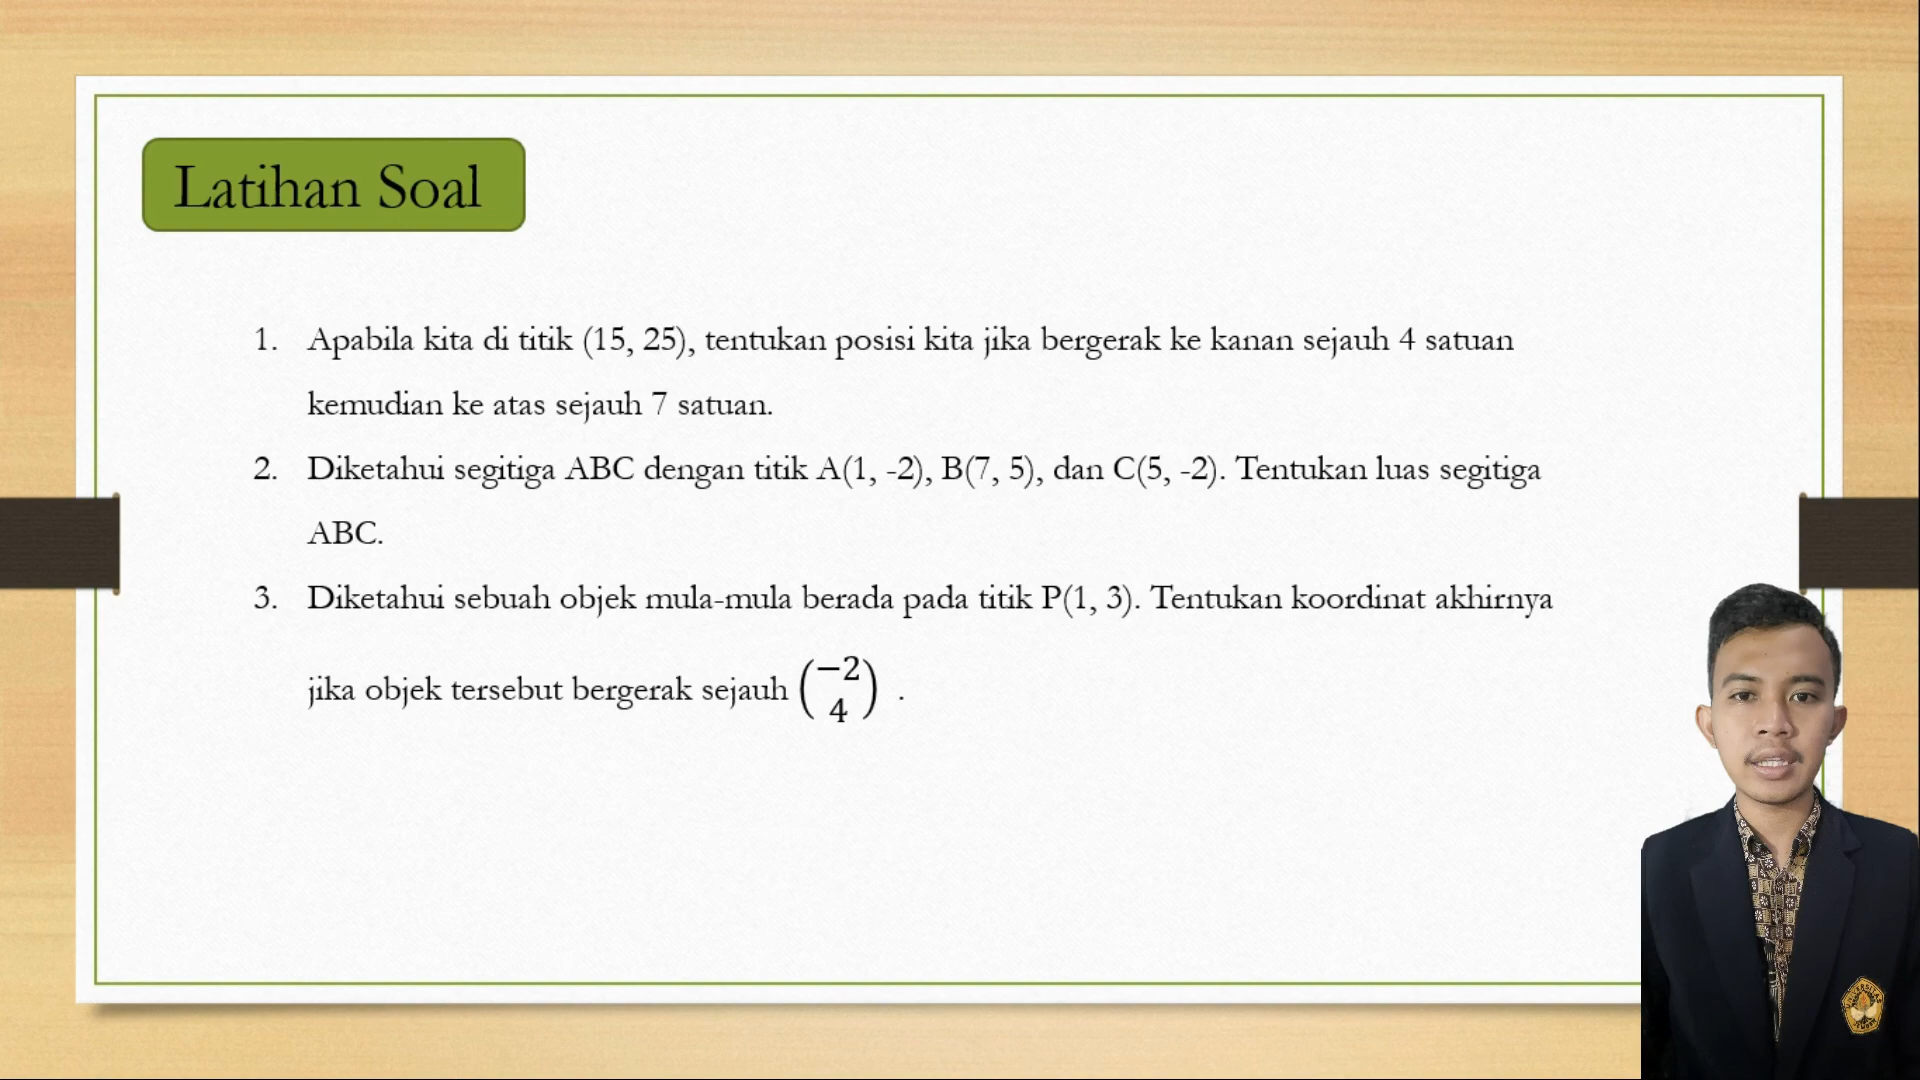 Latihan Soal
1. Apabila kita di titik (15, 25), tentukan posisi kita jika bergerak ke kanan sejauh 4 satuan
kemudian ke atas sejauh 7 satuan.
2. Diketahui segitiga ABC dengan titik A(1, -2), B(7, 5), dan C(5, -2). Tentukan luas segitiga
ABC.
3. Diketahui sebuah objek mula-mula berada pada titik P(1, 3). Tentukan koordinat akhirnya
jika objek tersebut bergerak sejauh (−2 4) .